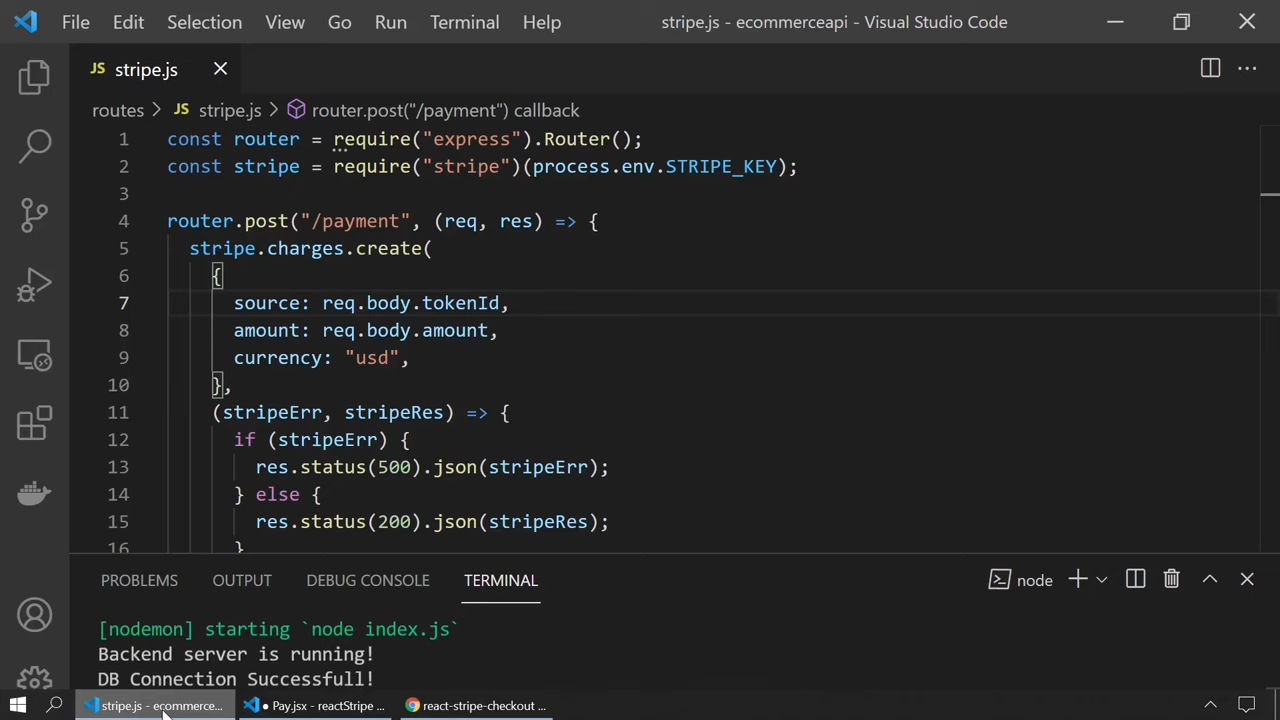 File Edit Selection View Go Run Terminal Help stripe.js - ecommerceapi - Visual Studio Code
JS stripe.js
routes > JS stripe.js > router.post("/payment") callback
1 const router = require("express").Router();
2 const stripe = require("stripe")(process.env.STRIPE_KEY);
3
4 router.post("/payment", (req, res) => {
5 stripe.charges.create(
6 {
7 source: req.body.tokenId,
8 amount: req.body.amount,
9 currency: "usd",
10 },
11 (stripeErr, stripeRes) => {
12 if (stripeErr) {
13 res.status(500).json(stripeErr);
14 } else {
15 res.status(200).json(stripeRes);
16 }
PROBLEMS OUTPUT DEBUG CONSOLE TERMINAL node
[nodemon] starting `node index.js`
Backend server is running!
DB Connection Successfull!
stripe.js - ecommerce... ● Pay.jsx - reactStripe ... react-stripe-checkout ...